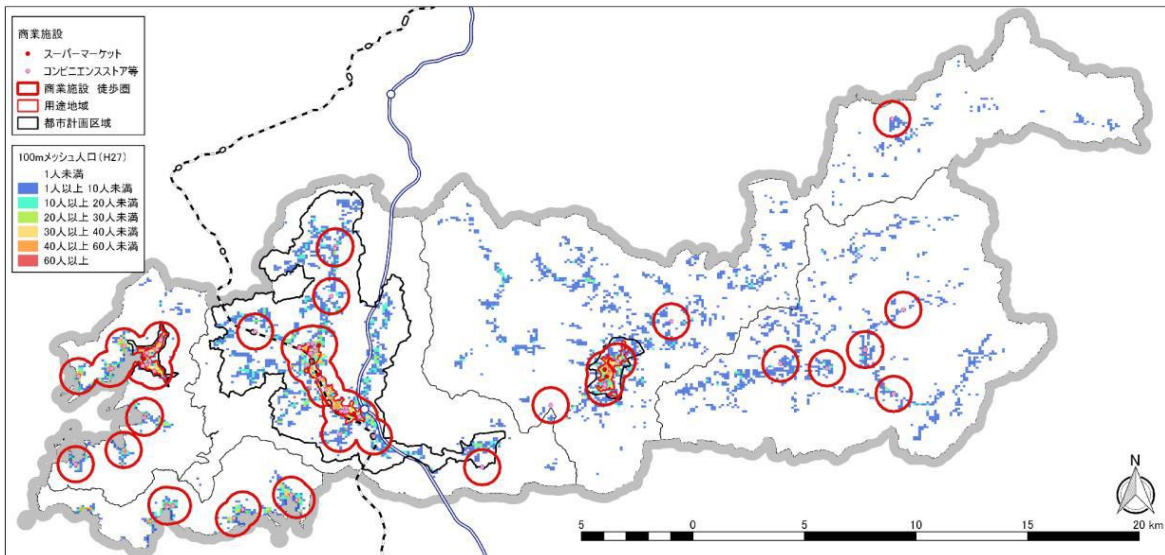 商業施設
スーパーマーケット
コンビニエンスストア等
商業施設 徒歩圏
用途地域
都市計画区域
100mメッシュ人口(H27)
1人未満
1人以上 10人未満
10人以上 20人未満
20人以上 30人未満
30人以上 40人未満
40人以上 60人未満
60人以上
N
5 0 5 10 15 20 km